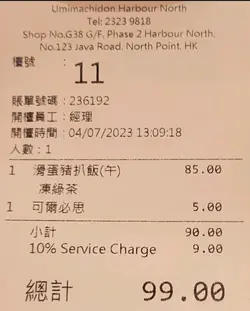 Umimachidon Harbour North
Tel: 2323 9818
Shop No.G38 G/F, Phase 2 Harbour North,
No.123 Java Road, North Point, HK
檯號 :
11
賬單號碼 : 236192
開檯員工 : 經理
開檯時間 : 04/07/2023 13:09:18
人數 : 1
1 滑蛋豬扒飯(午) 85.00
凍綠茶
1 可爾必思 5.00
小計 90.00
10% Service Charge 9.00
總計 99.00